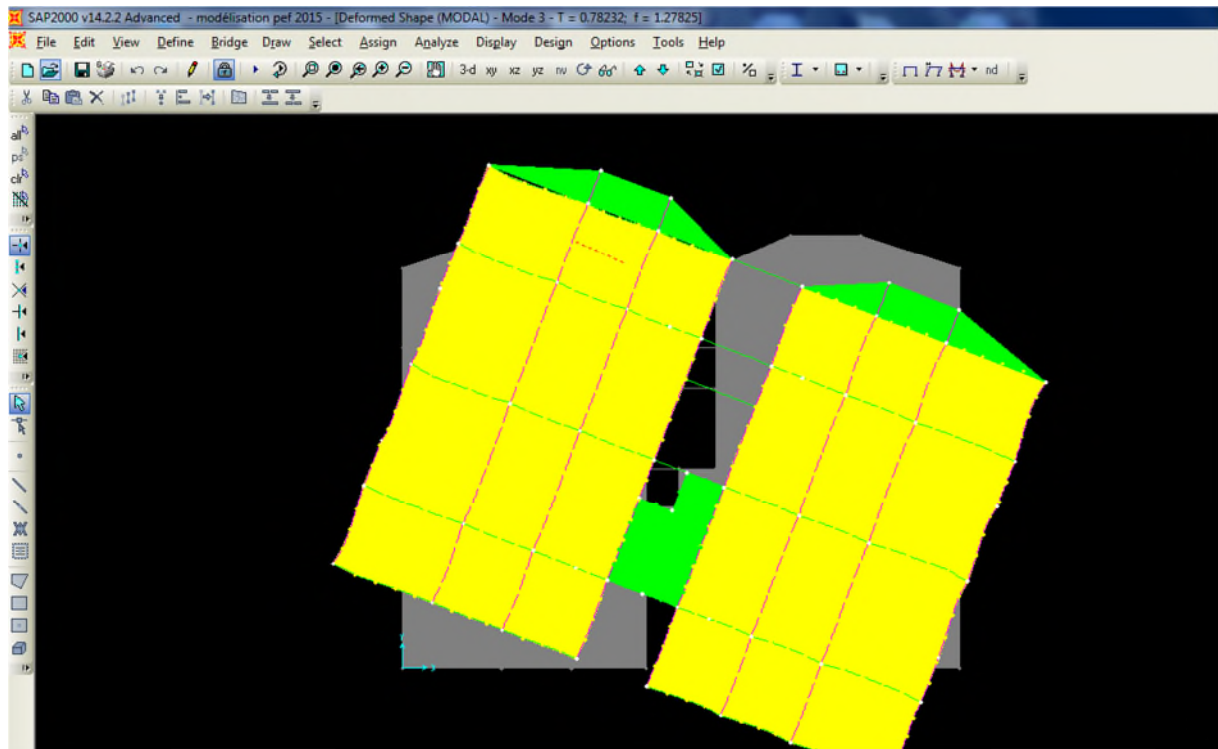 SAP2000 v14.2.2 Advanced - modélisation pef 2015 - [Deformed Shape (MODAL) - Mode 3 - T = 0.78232; f = 1.27825]
File Edit View Define Bridge Draw Select Assign Analyze Display Design Options Tools Help
3-d xy xz yz nv nd
all
ps
clr
Y
X